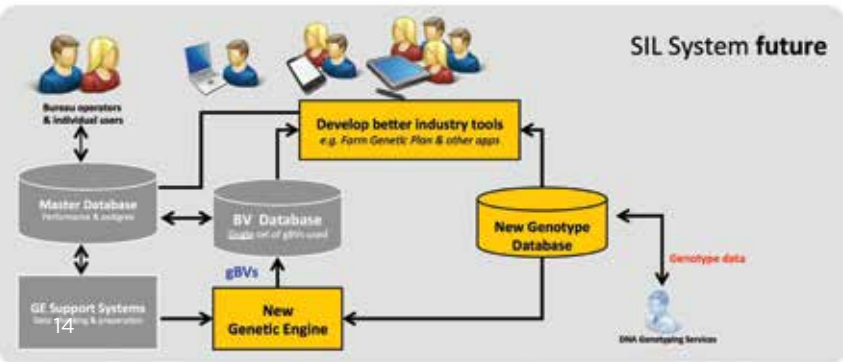 SIL System future
Bureau operators
& individual users
Develop better industry tools
e.g. Farm Genetic Plan & other apps
Master Database
Performance & pedigree
BV Database
Single set of gBVs used
New Genotype
Database
gBVs
Genotype data
GE Support Systems
& preparation
14
New
Genetic Engine
DNA Genotyping Services